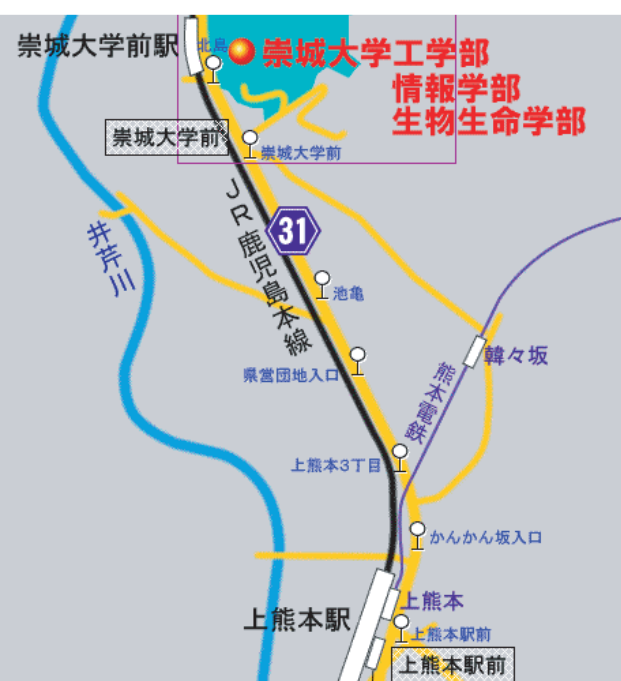 崇城大学前駅
北島
崇城大学工学部
情報学部
生物生命学部
崇城大学前
崇城大学前
JR鹿児島本線
31
井芹川
池亀
県営団地入口
韓々坂
熊本電鉄
上熊本3丁目
かんかん坂入口
上熊本駅
上熊本
上熊本駅前
上熊本駅前